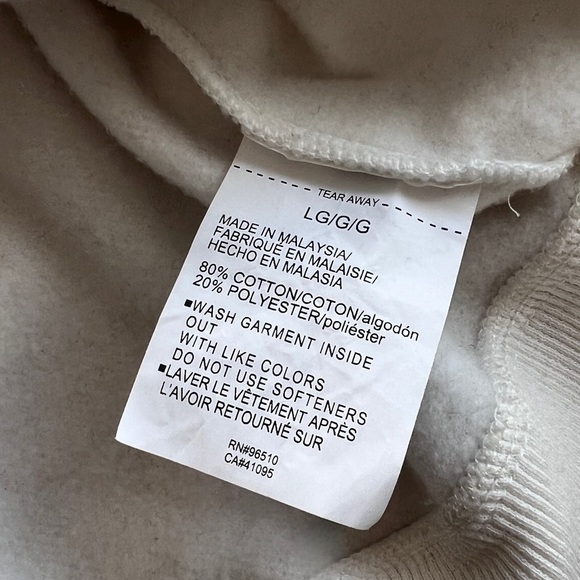 TEAR AWAY
LG/G/G
MADE IN MALAYSIA/
FABRIQUÉ EN MALAISIE/
HECHO EN MALASIA
80% COTTON/COTON/algodón
20% POLYESTER/poliéster
■WASH GARMENT INSIDE
OUT
WITH LIKE COLORS
DO NOT USE SOFTENERS
■LAVER LE VÊTEMENT APRÈS
L'AVOIR RETOURNÉ SUR
RN#96510
CA#41095